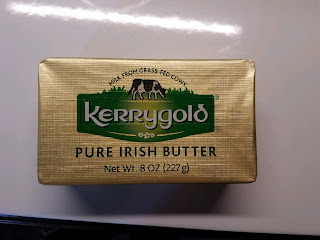 MILK FROM GRASS-FED COWS
Kerrygold
PURE IRISH BUTTER
Net Wt. 8 OZ (227g)